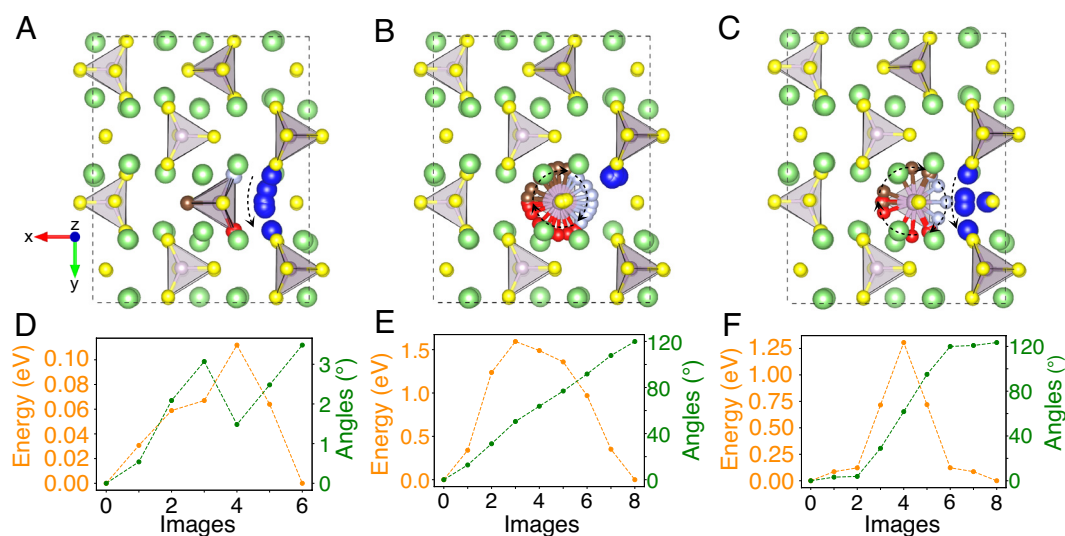 A
B
C
z
x
y
D
E
F
Energy (eV)
0.10
0.08
0.06
0.04
0.02
0.00
3
2
1
0
Angles (°)
0 2 4 6
Images
Energy (eV)
1.5
1.0
0.5
0.0
120
80
40
0
Angles (°)
0 2 4 6 8
Images
Energy (eV)
1.25
1.00
0.75
0.50
0.25
0.00
120
80
40
0
Angles (°)
0 2 4 6 8
Images